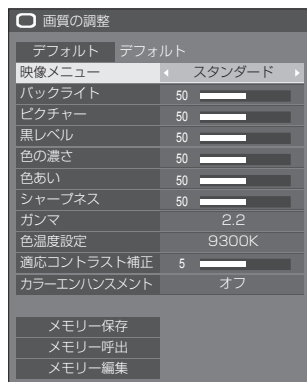 画質の調整
デフォルト デフォルト
映像メニュー スタンダード
バックライト 50
ピクチャー 50
黒レベル 50
色の濃さ 50
色あい 50
シャープネス 50
ガンマ 2.2
色温度設定 9300K
適応コントラスト補正 5
カラーエンハンスメント オフ
メモリー保存
メモリー呼出
メモリー編集